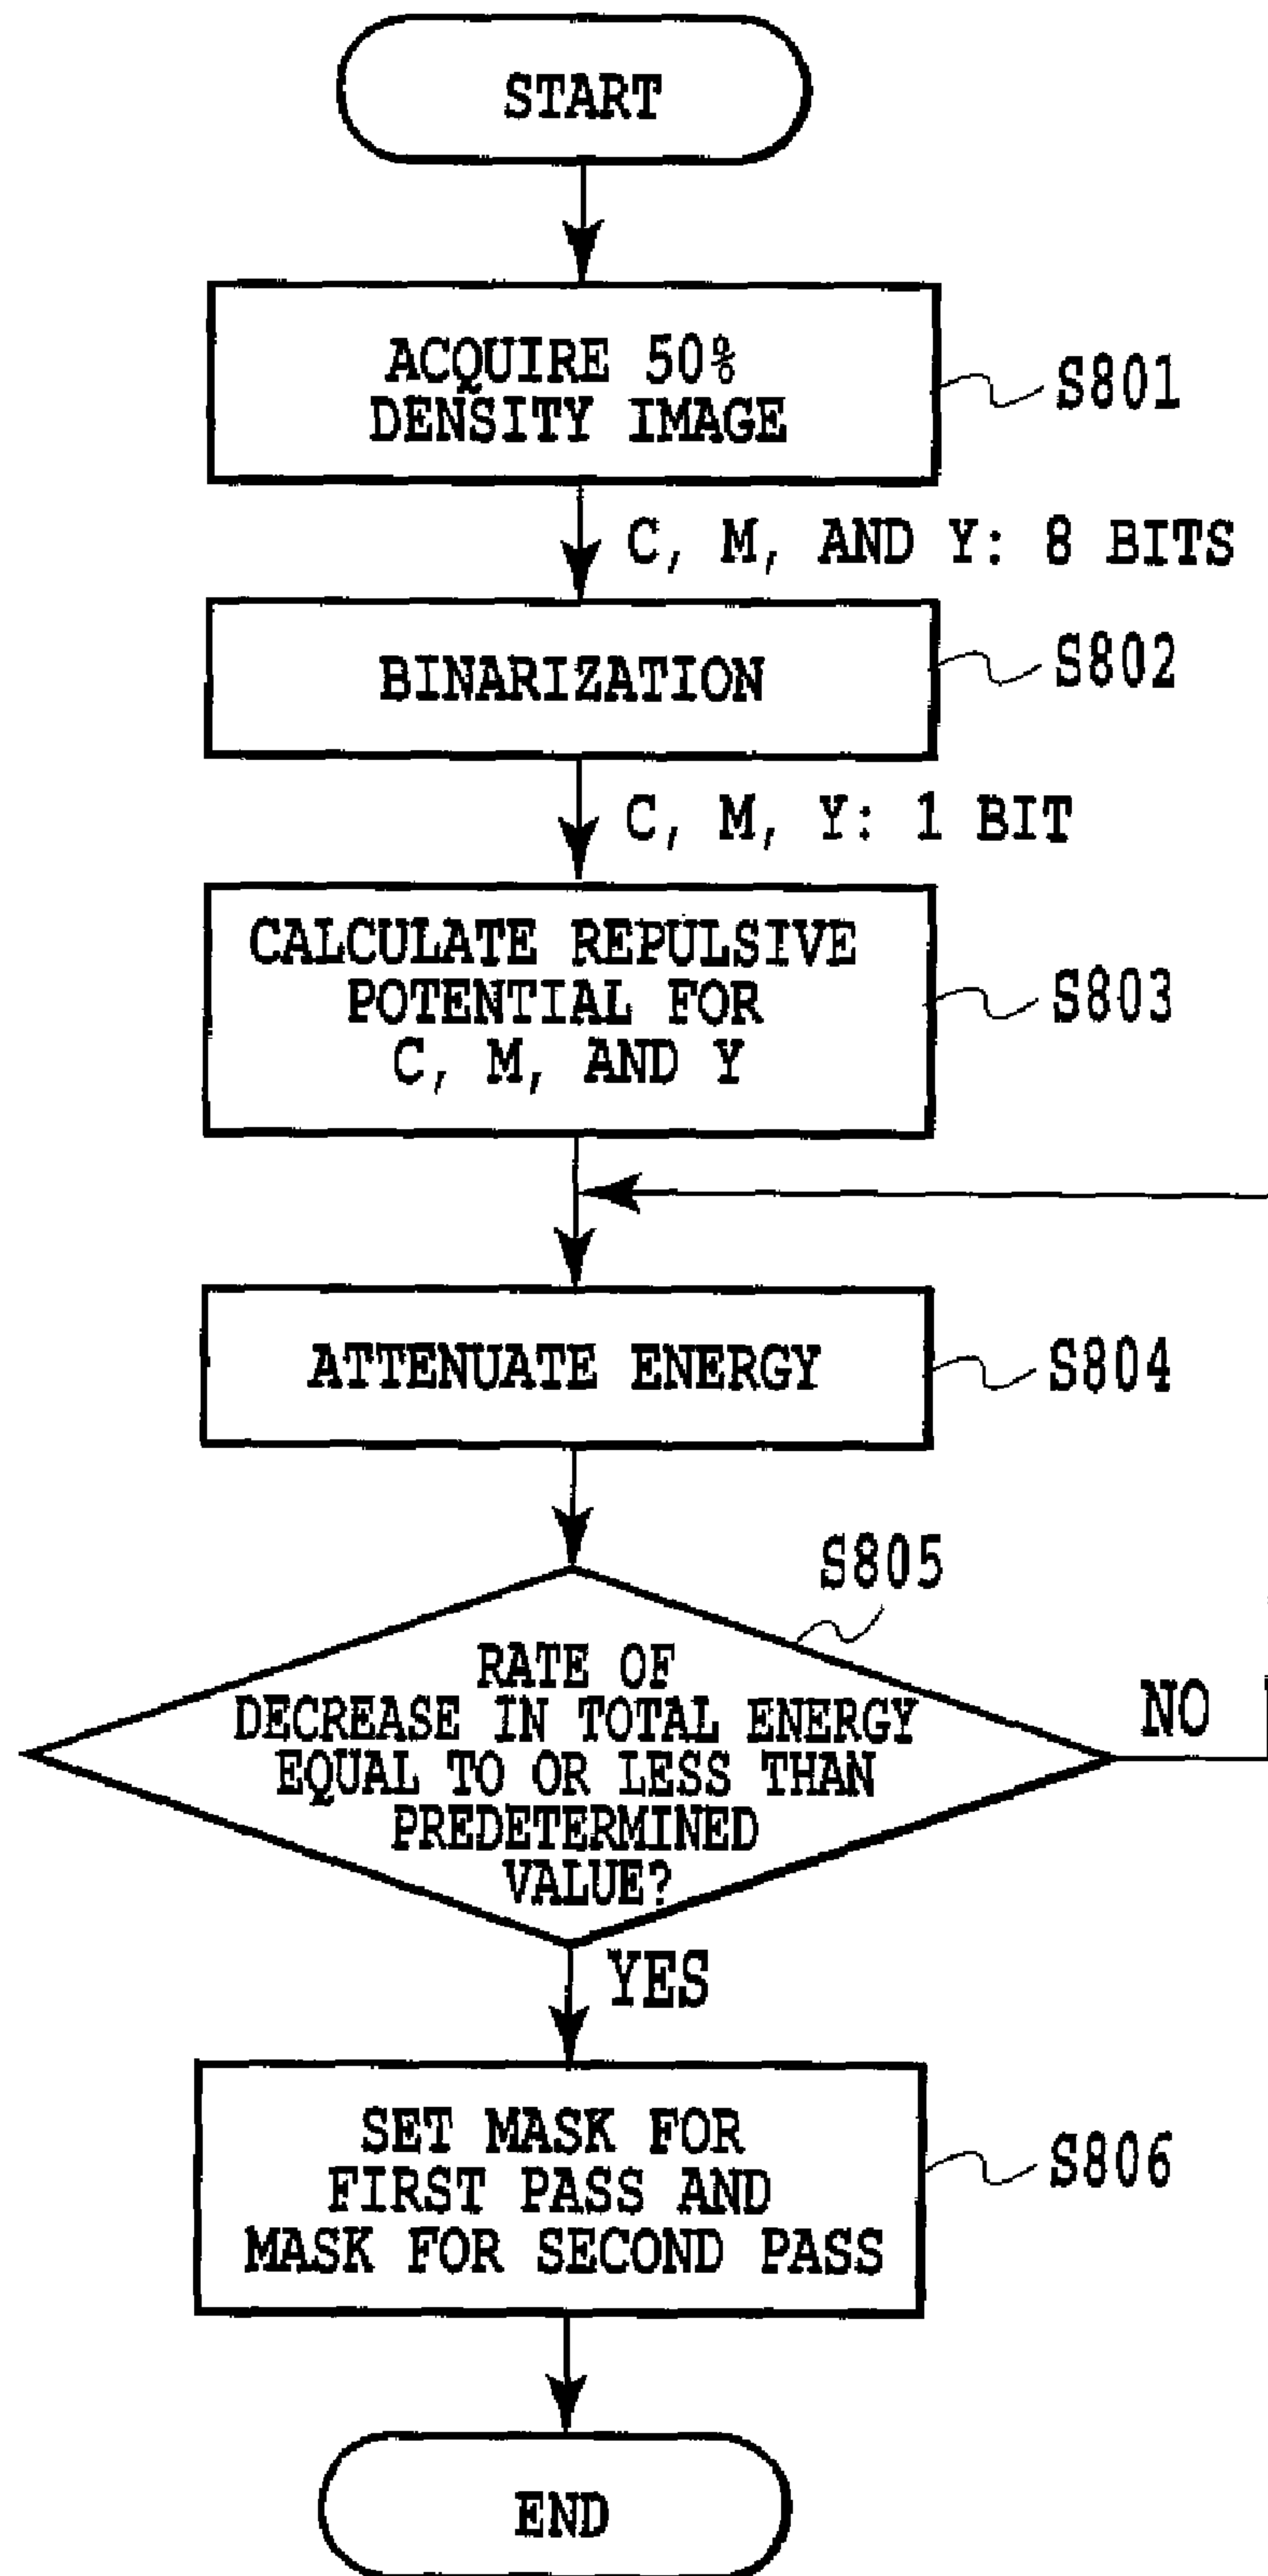 START
ACQUIRE 50%
DENSITY IMAGE
S801
C, M, AND Y: 8 BITS
BINARIZATION
S802
C, M, Y: 1 BIT
CALCULATE REPULSIVE
POTENTIAL FOR
C, M, AND Y
S803
ATTENUATE ENERGY
S804
S805
RATE OF
DECREASE IN TOTAL ENERGY
EQUAL TO OR LESS THAN
PREDETERMINED
VALUE?
NO
YES
SET MASK FOR
FIRST PASS AND
MASK FOR SECOND PASS
S806
END